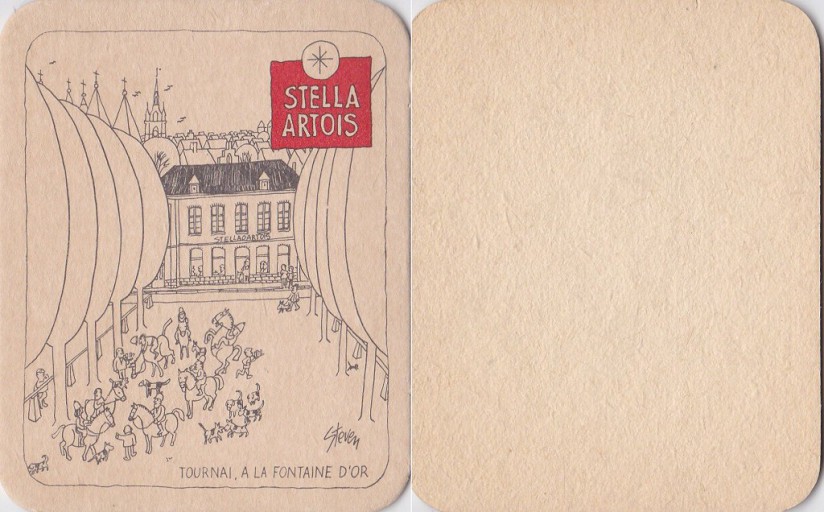 STELLA
ARTOIS
STELLA ARTOIS
Steven
TOURNAI, A LA FONTAINE D'OR